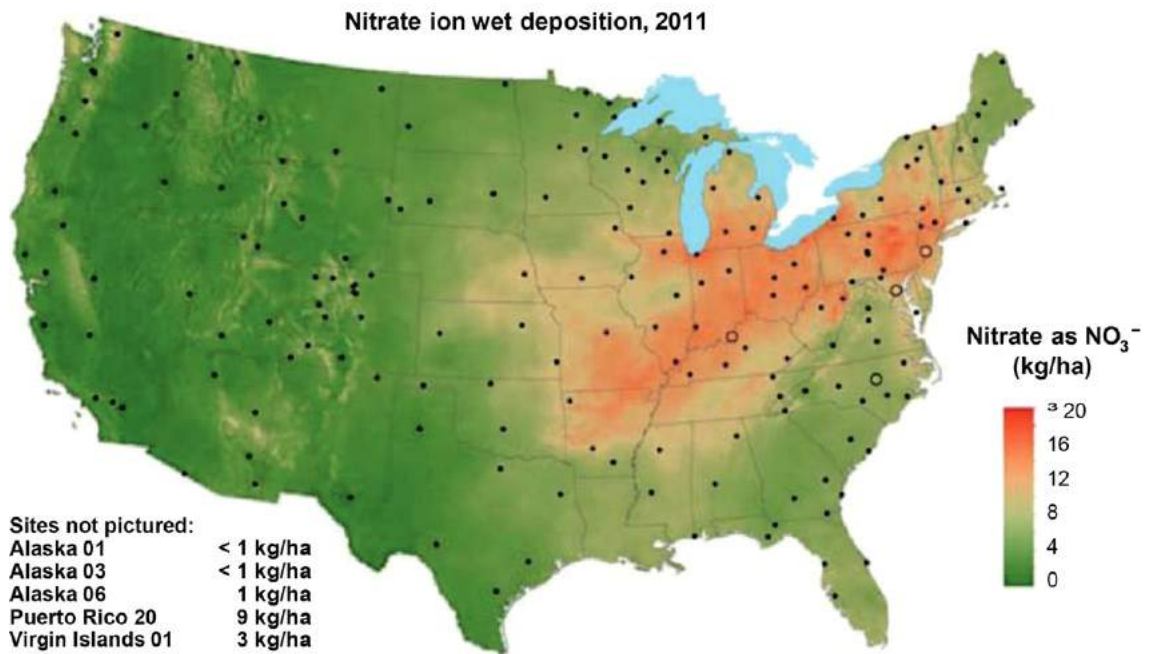 Nitrate ion wet deposition, 2011
Nitrate as NO₃⁻
(kg/ha)
³ 20
16
12
8
4
0
Sites not pictured:
Alaska 01 < 1 kg/ha
Alaska 03 < 1 kg/ha
Alaska 06 1 kg/ha
Puerto Rico 20 9 kg/ha
Virgin Islands 01 3 kg/ha